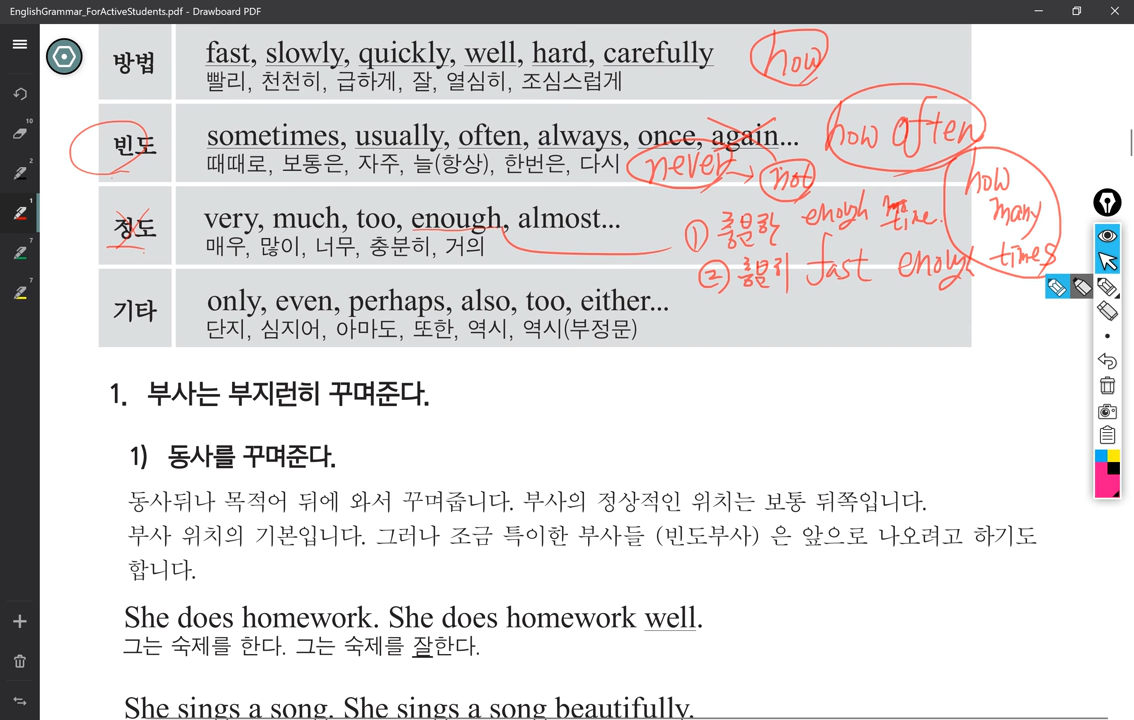 EnglishGrammar_ForActiveStudents.pdf - Drawboard PDF
방법
fast, slowly, quickly, well, hard, carefully
빨리, 천천히, 급하게, 잘, 열심히, 조심스럽게
how
빈도
sometimes, usually, often, always, once, again...
때때로, 보통은, 자주, 늘(항상), 한번은, 다시
never → not
how often
how
many
times
정도
very, much, too, enough, almost...
매우, 많이, 너무, 충분히, 거의
① 충분한 enough time.
② 충분히 fast enough
기타
only, even, perhaps, also, too, either...
단지, 심지어, 아마도, 또한, 역시, 역시(부정문)
1. 부사는 부지런히 꾸며준다.
1) 동사를 꾸며준다.
동사뒤나 목적어 뒤에 와서 꾸며줍니다. 부사의 정상적인 위치는 보통 뒤쪽입니다.
부사 위치의 기본입니다. 그러나 조금 특이한 부사들 (빈도부사) 은 앞으로 나오려고 하기도
합니다.
She does homework. She does homework well.
그는 숙제를 한다. 그는 숙제를 잘한다.
She sings a song. She sings a song beautifully.
10
2
1
7
7